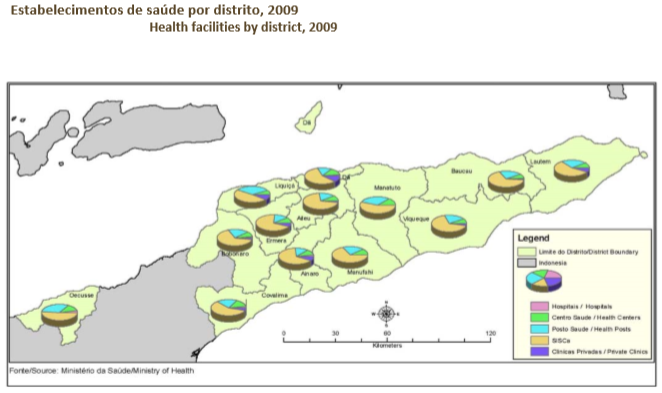 Estabelecimentos de saúde por distrito, 2009
Health facilities by district, 2009
Dili
Lautem
Baucau
Dili
Liquiça
Manatuto
Aileu
Viqueque
Ermera
Bobonaro
Ainaro
Manufahi
Oecusse
Covalima
Legend
Limite do Distrito/District Boundary
Indonesia
Hospitais / Hospitals
Centro Saude / Health Centers
Posto Saude / Health Posts
SISCa
Clinicas Privadas / Private Clinics
N
W
E
S
0 30 60 120
Kilometers
Fonte/Source: Ministério da Saúde/Ministry of Health